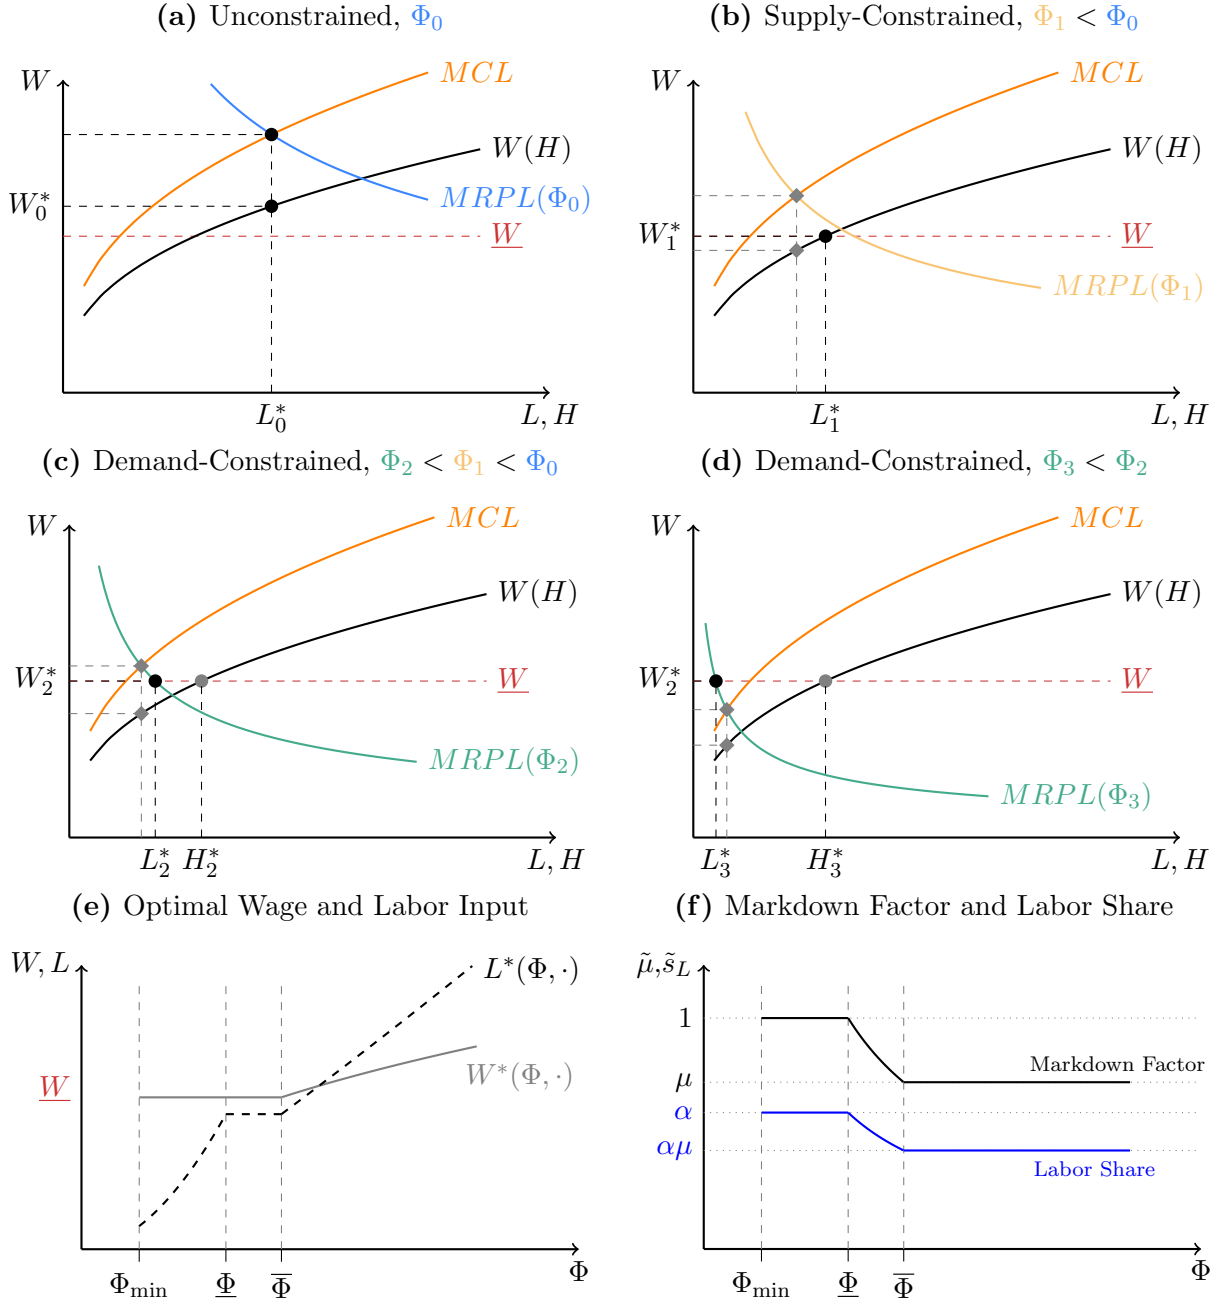 (a) Unconstrained, Φ₀
W
MCL
W(H)
W₀*
MRPL(Φ₀)
W̲
L₀*
L, H
(b) Supply-Constrained, Φ₁ < Φ₀
W
MCL
W(H)
W₁*
W̲
MRPL(Φ₁)
L₁*
L, H
(c) Demand-Constrained, Φ₂ < Φ₁ < Φ₀
W
MCL
W(H)
W₂*
W̲
MRPL(Φ₂)
L₂*
H₂*
L, H
(d) Demand-Constrained, Φ₃ < Φ₂
W
MCL
W(H)
W₂*
W̲
MRPL(Φ₃)
L₃*
H₃*
L, H
(e) Optimal Wage and Labor Input
W, L
L*(Φ, ·)
W*(Φ, ·)
W̲
Φmin
Φ̲
Φ̅
Φ
(f) Markdown Factor and Labor Share
μ̃,s̃_L
1
Markdown Factor
μ
α
αμ
Labor Share
Φmin
Φ̲
Φ̅
Φ